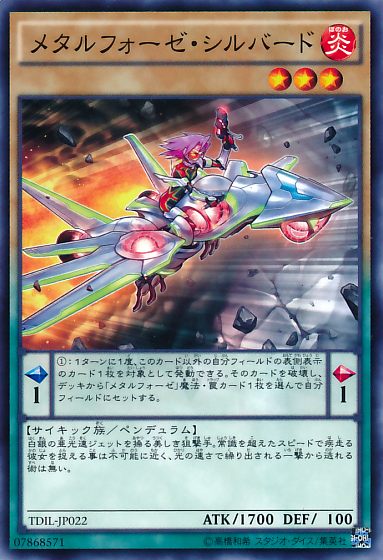 メタルフォーゼ・シルバード
炎
①:1ターンに1度、このカード以外の自分フィールドの表側表示
のカード1枚を対象として発動できる。そのカードを破壊し、
デッキから「メタルフォーゼ」魔法・罠カード1枚を選んで自分
フィールドにセットする。
1
1
【サイキック族/ペンデュラム】
白銀の亜光速ジェットを操る美しき狙撃手。常識を超えたスピードで疾走る
彼女を捉える事は不可能に近く、光の速さで繰り出される一撃から逃れる
術は無い。
TDIL-JP022
ATK/1700 DEF/ 100
07868571
©高橋和希 スタジオ・ダイス/集英社